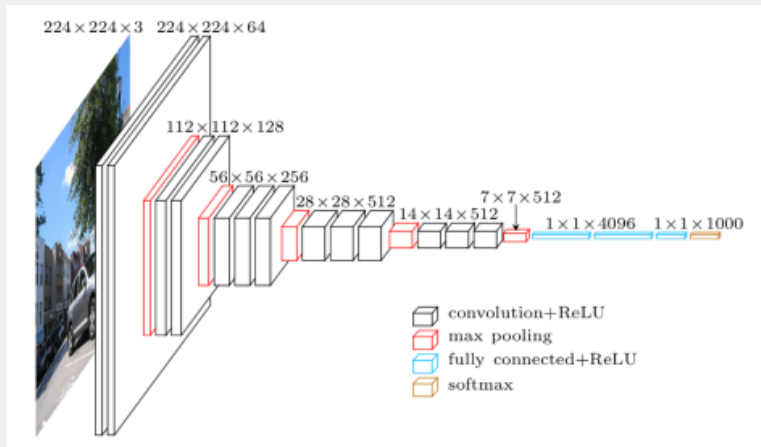 224×224×3
224×224×64
112×112×128
56×56×256
28×28×512
14×14×512
7×7×512
1×1×4096
1×1×1000
convolution+ReLU
max pooling
fully connected+ReLU
softmax